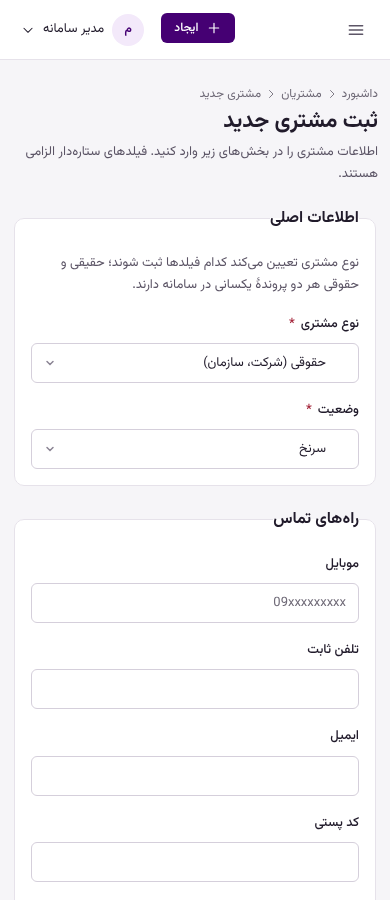 ایجاد
م
مدیر سامانه
داشبورد
مشتریان
مشتری جدید
ثبت مشتری جدید
اطلاعات مشتری را در بخش‌های زیر وارد کنید. فیلدهای ستاره‌دار الزامی
هستند.
اطلاعات اصلی
نوع مشتری تعیین می‌کند کدام فیلدها ثبت شوند؛ حقیقی و
حقوقی هر دو پروندهٔ یکسانی در سامانه دارند.
نوع مشتری *
حقوقی (شرکت، سازمان)
وضعیت *
سرنخ
راه‌های تماس
موبایل
09xxxxxxxxx
تلفن ثابت
ایمیل
کد پستی